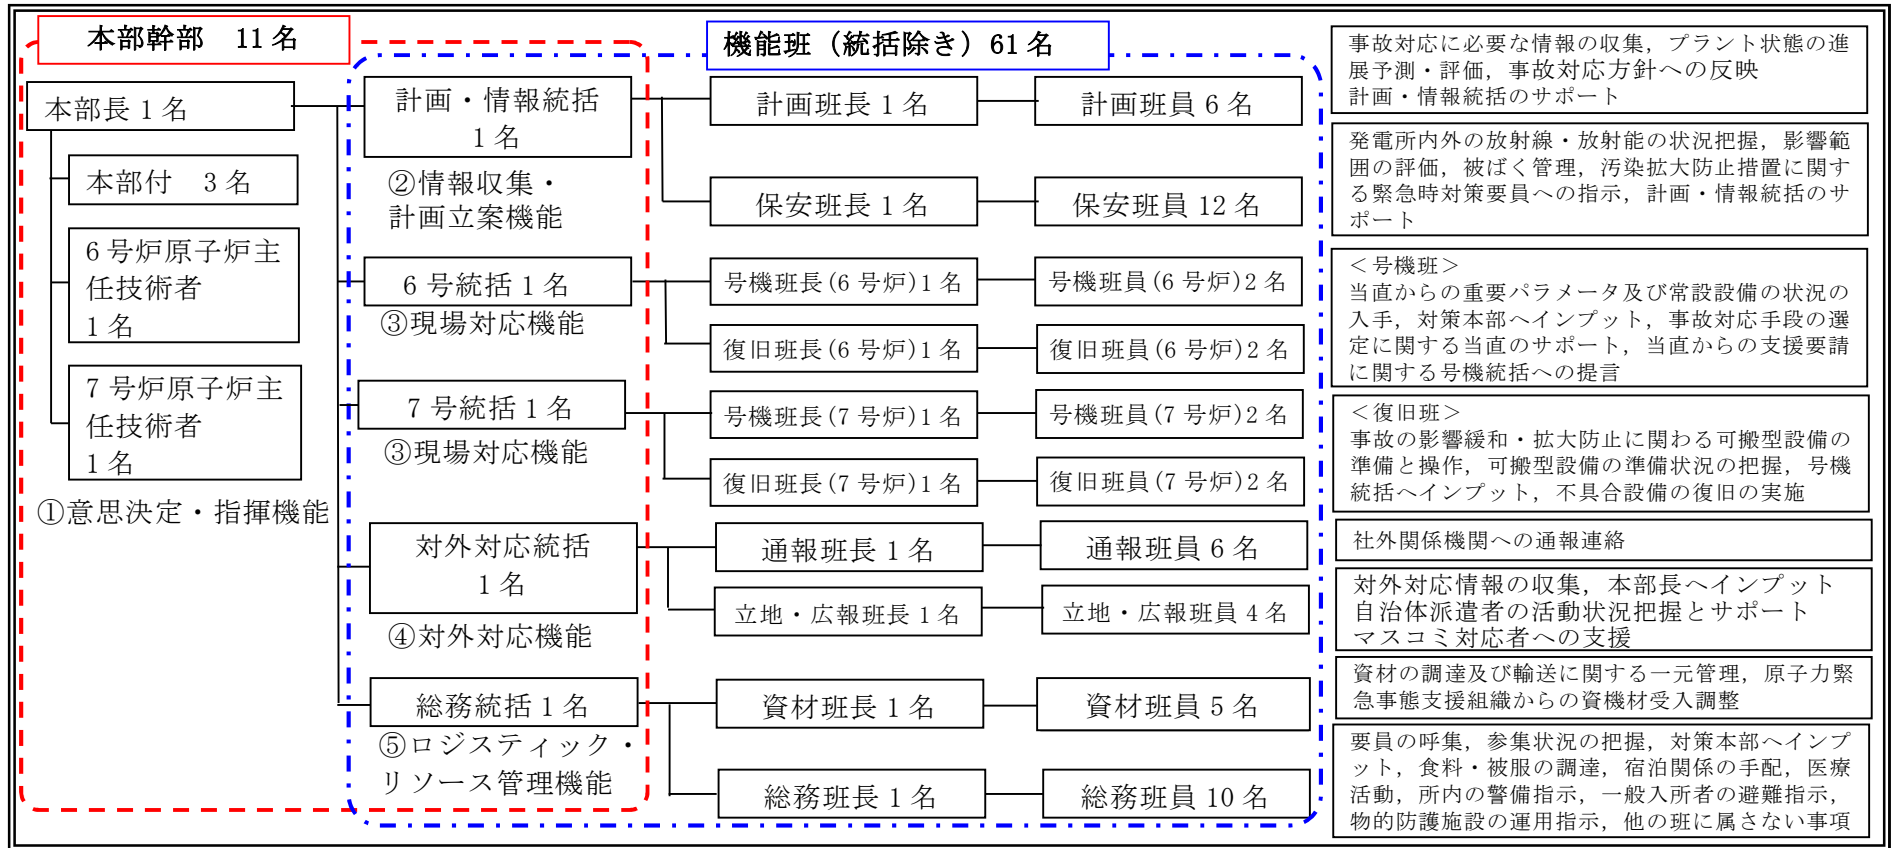 本部幹部　11名
機能班（統括除き）61名
本部長1名
本部付　3名
6号炉原子炉主
任技術者
1名
7号炉原子炉主
任技術者
1名
①意思決定・指揮機能
計画・情報統括
1名
②情報収集・
計画立案機能
6号統括1名
③現場対応機能
7号統括1名
③現場対応機能
対外対応統括
1名
④対外対応機能
総務統括1名
⑤ロジスティック・
リソース管理機能
計画班長1名
計画班員6名
保安班長1名
保安班員12名
号機班長(6号炉)1名
号機班員(6号炉)2名
復旧班長(6号炉)1名
復旧班員(6号炉)2名
号機班長(7号炉)1名
号機班員(7号炉)2名
復旧班長(7号炉)1名
復旧班員(7号炉)2名
通報班長1名
通報班員6名
立地・広報班長1名
立地・広報班員4名
資材班長1名
資材班員5名
総務班長1名
総務班員10名
事故対応に必要な情報の収集，プラント状態の進
展予測・評価，事故対応方針への反映
計画・情報統括のサポート
発電所内外の放射線・放射能の状況把握，影響範
囲の評価，被ばく管理，汚染拡大防止措置に関す
る緊急時対策要員への指示，計画・情報統括のサ
ポート
＜号機班＞
当直からの重要パラメータ及び常設設備の状況の
入手，対策本部へインプット，事故対応手段の選
定に関する当直のサポート，当直からの支援要請
に関する号機統括への提言
＜復旧班＞
事故の影響緩和・拡大防止に関わる可搬型設備の
準備と操作，可搬型設備の準備状況の把握，号機
統括へインプット，不具合設備の復旧の実施
社外関係機関への通報連絡
対外対応情報の収集，本部長へインプット
自治体派遣者の活動状況把握とサポート
マスコミ対応者への支援
資材の調達及び輸送に関する一元管理，原子力緊
急事態支援組織からの資機材受入調整
要員の呼集，参集状況の把握，対策本部へインプ
ット，食料・被服の調達，宿泊関係の手配，医療
活動，所内の警備指示，一般入所者の避難指示，
物的防護施設の運用指示，他の班に属さない事項